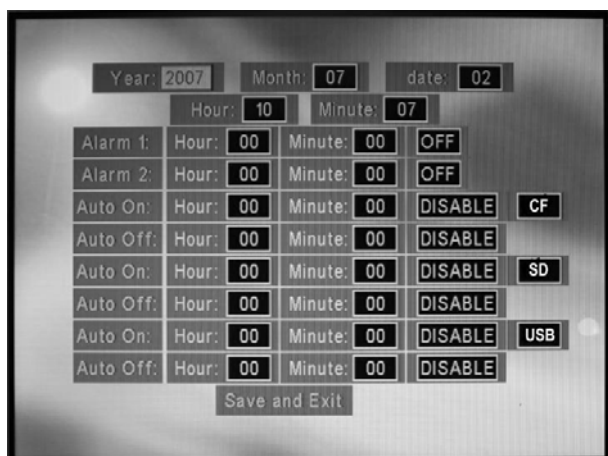 Year: 2007 Month: 07 date: 02
Hour: 10 Minute: 07
Alarm 1: Hour: 00 Minute: 00 OFF
Alarm 2: Hour: 00 Minute: 00 OFF
Auto On: Hour: 00 Minute: 00 DISABLE CF
Auto Off: Hour: 00 Minute: 00 DISABLE
Auto On: Hour: 00 Minute: 00 DISABLE SD
Auto Off: Hour: 00 Minute: 00 DISABLE
Auto On: Hour: 00 Minute: 00 DISABLE USB
Auto Off: Hour: 00 Minute: 00 DISABLE
Save and Exit